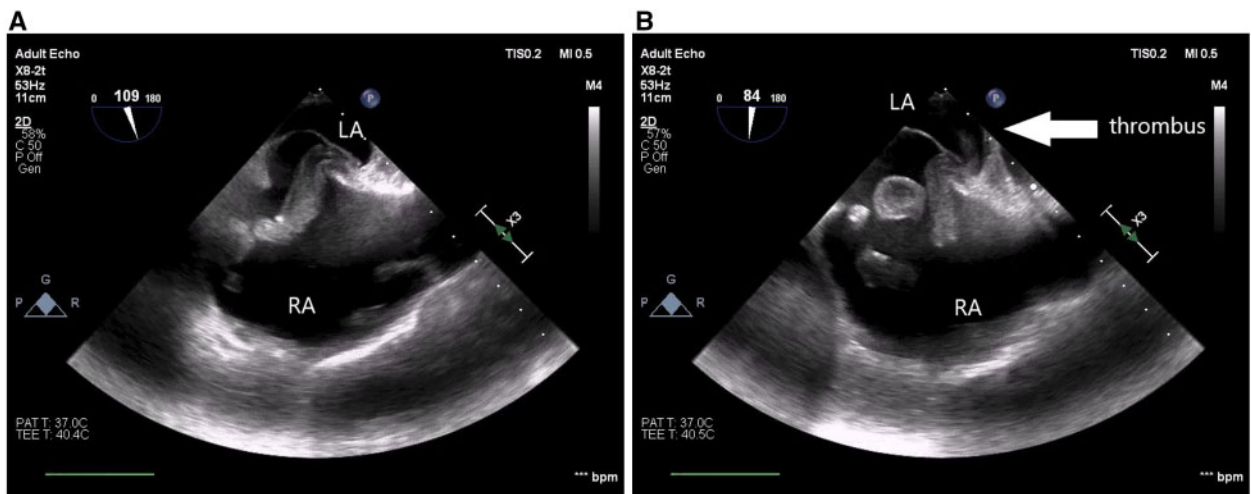 A
Adult Echo
TIS0.2 MI 0.5
X8-2t
53Hz
11cm
0 109 180
P
M4
2D
58%
C 50
P Off
Gen
LA
X3
G
P R
RA
PAT T: 37.0C
TEE T: 40.4C
*** bpm
B
Adult Echo
TIS0.2 MI 0.5
X8-2t
53Hz
11cm
0 84 180
P
M4
2D
57%
C 50
P Off
Gen
LA
thrombus
X3
G
P R
RA
PAT T: 37.0C
TEE T: 40.5C
*** bpm